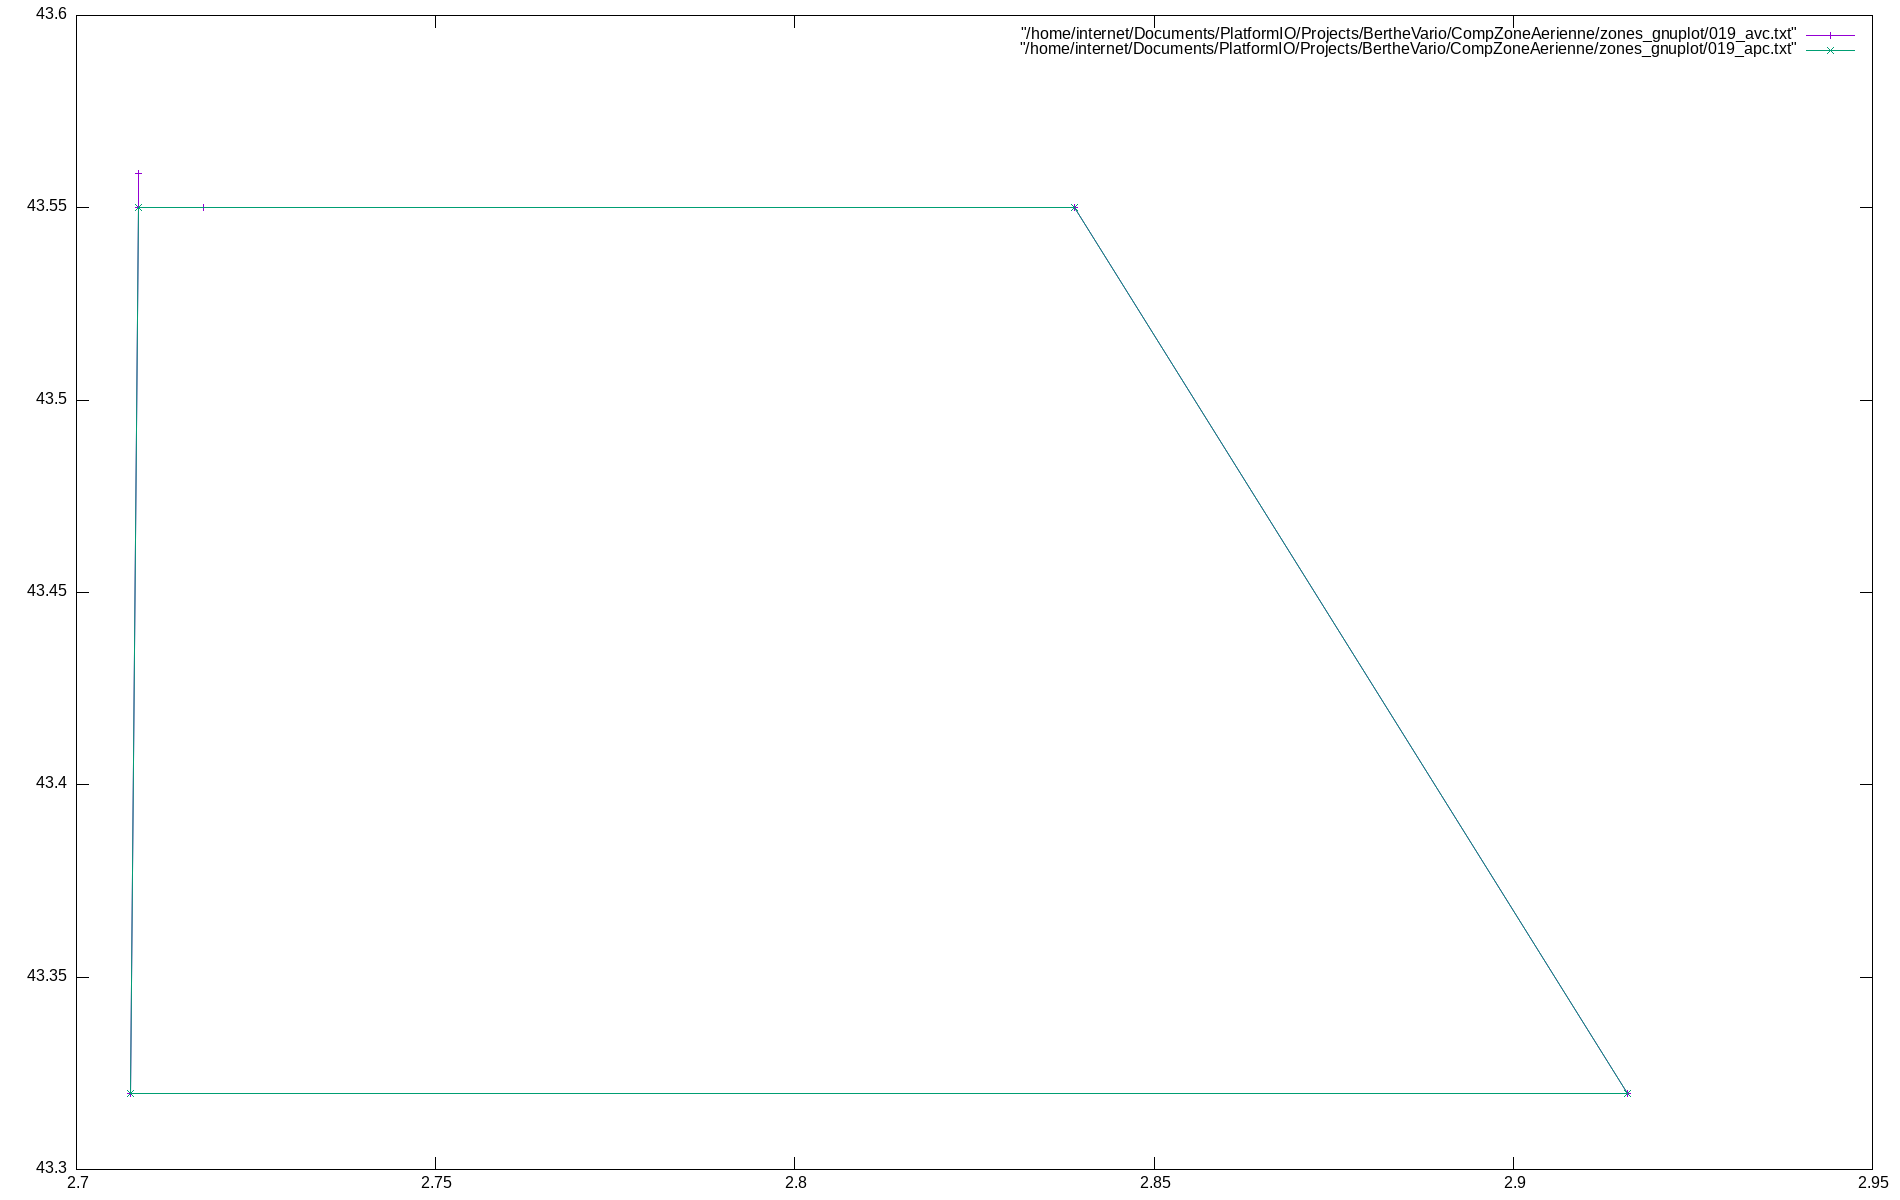 43.6
"/home/internet/Documents/PlatformIO/Projects/BertheVario/CompZoneAerienne/zones_gnuplot/019_avc.txt"
"/home/internet/Documents/PlatformIO/Projects/BertheVario/CompZoneAerienne/zones_gnuplot/019_apc.txt"
43.55
43.5
43.45
43.4
43.35
43.3
2.7 2.75 2.8 2.85 2.9 2.95